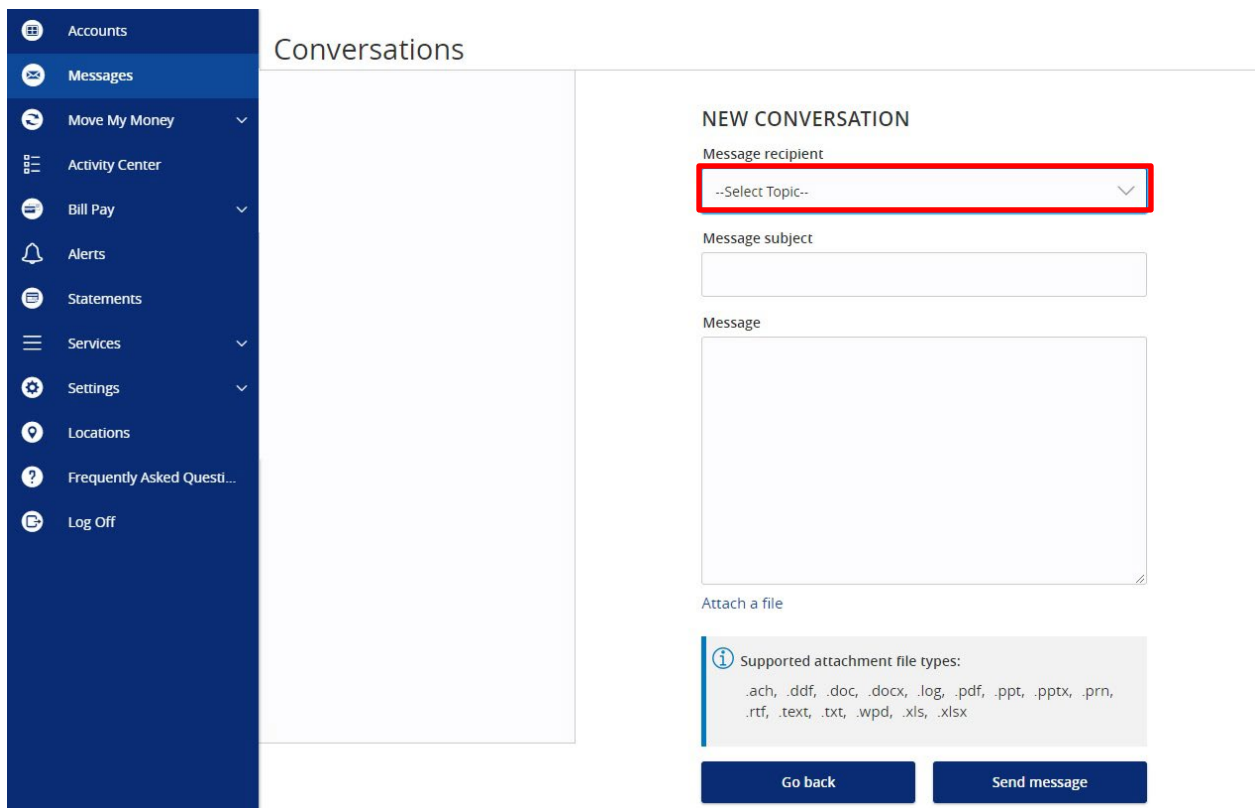 Accounts
Messages
Move My Money
Activity Center
Bill Pay
Alerts
Statements
Services
Settings
Locations
Frequently Asked Questi...
Log Off
Conversations
NEW CONVERSATION
Message recipient
--Select Topic--
Message subject
Message
Attach a file
Supported attachment file types:
.ach, .ddf, .doc, .docx, .log, .pdf, .ppt, .pptx, .prn,
.rtf, .text, .txt, .wpd, .xls, .xlsx
Go back
Send message